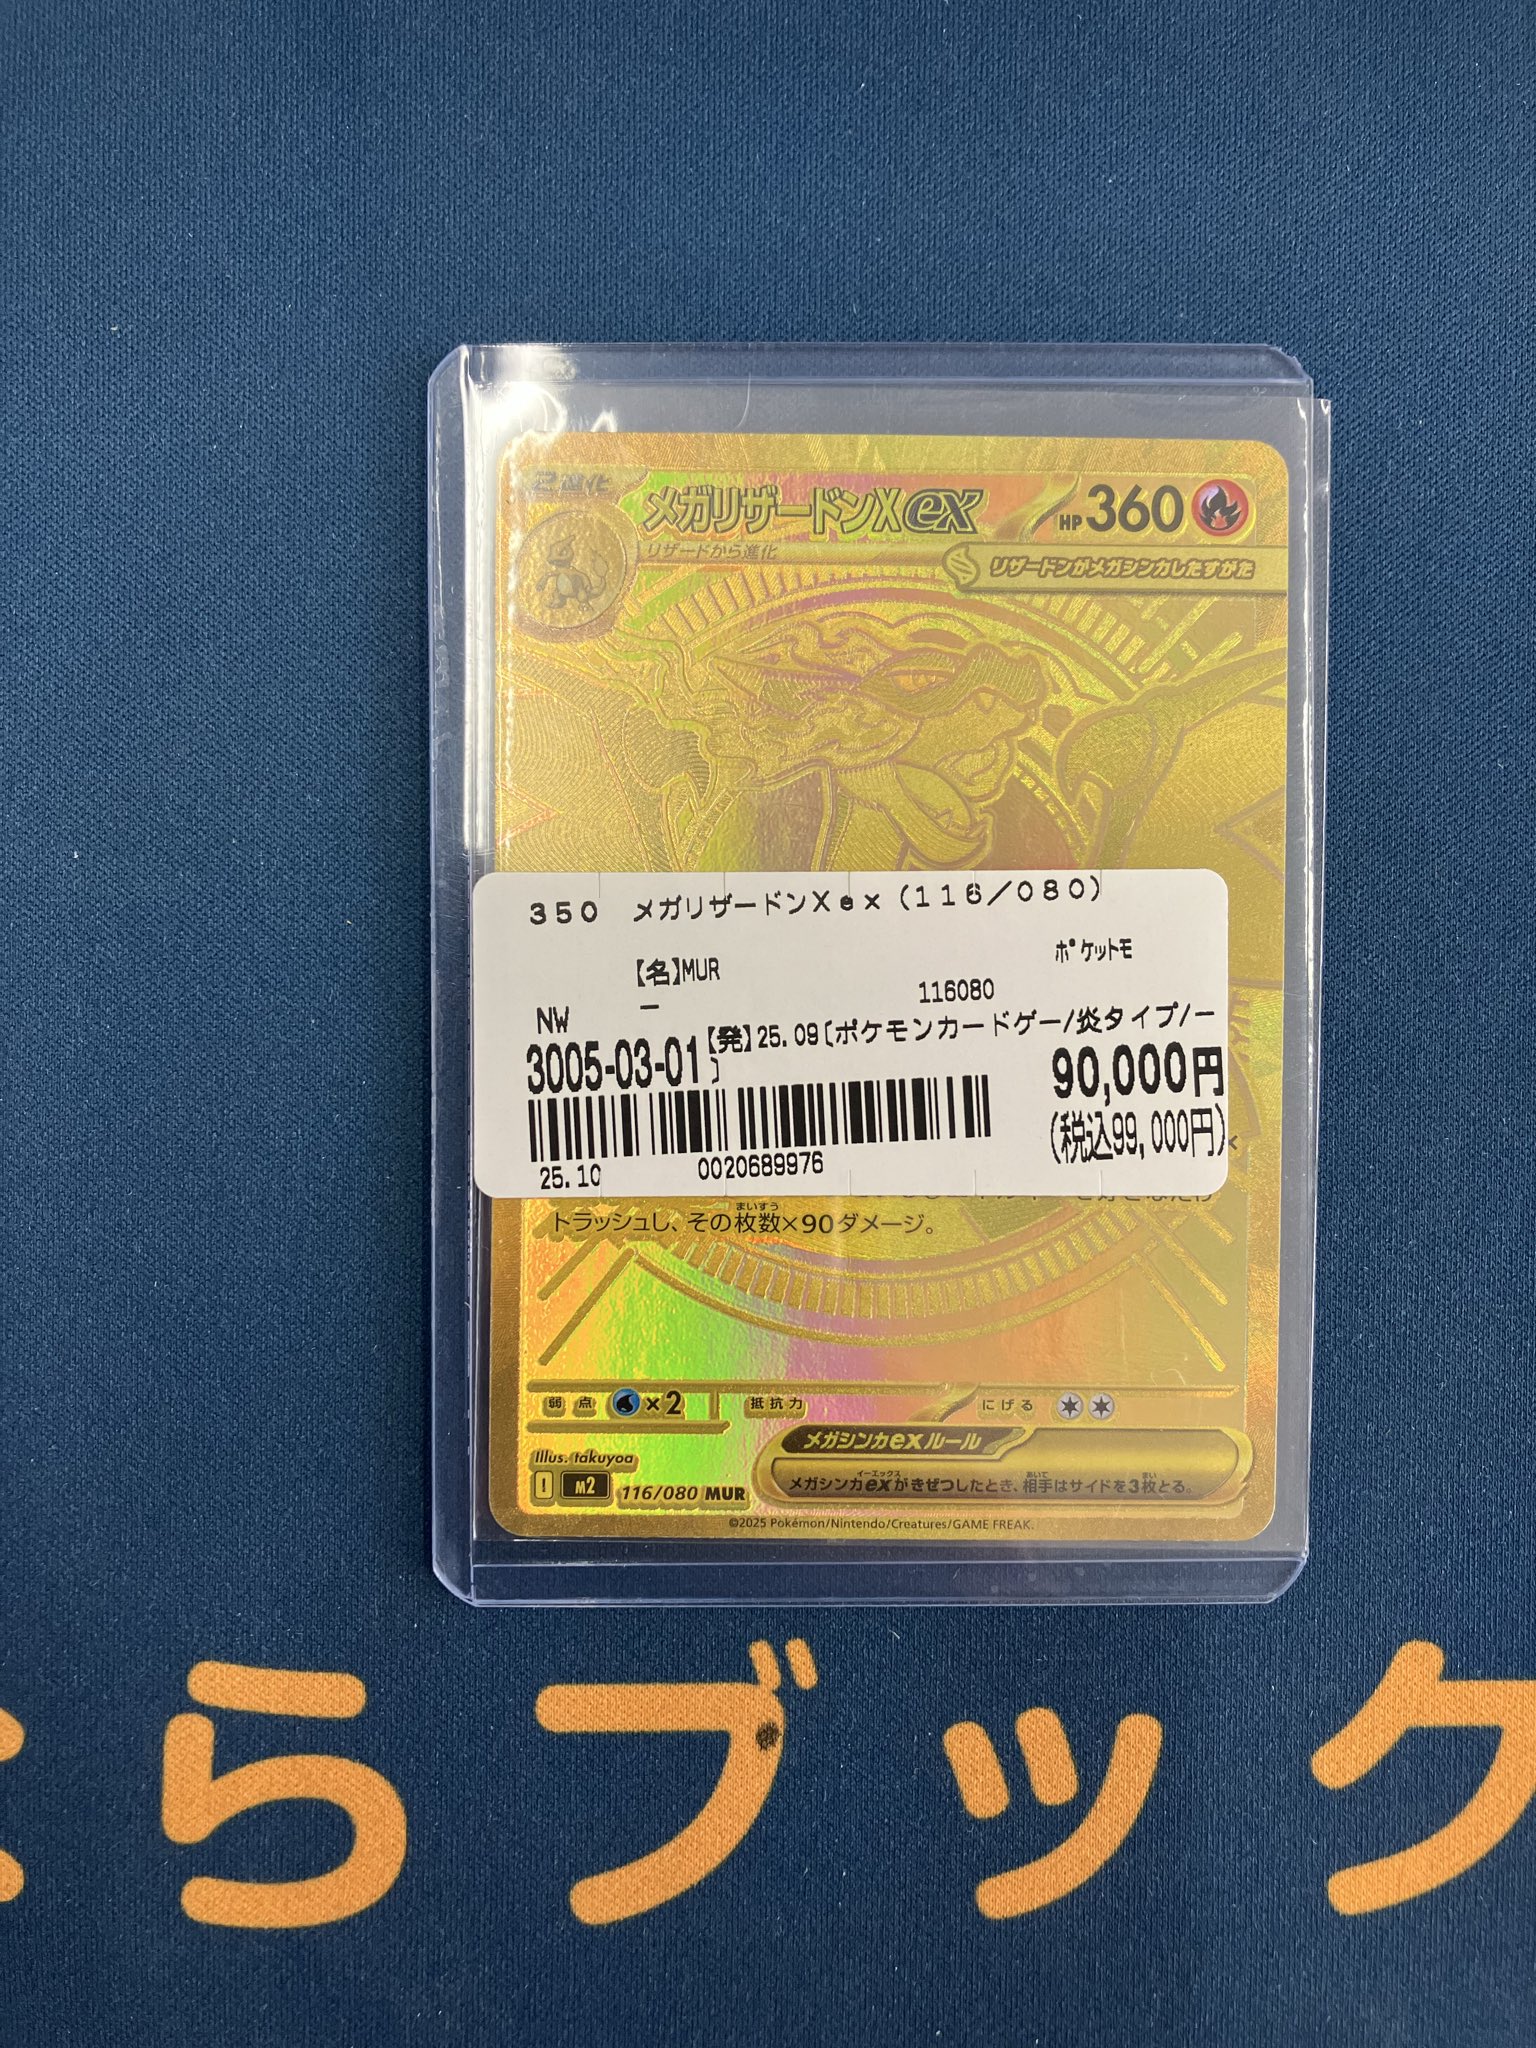 2進化
メガリザードンXex HP360
リザードから進化
リザードンがメガシンカしたすがた
350 メガリザードンXex(116/080)
【名】MUR ポケットモ
NW － 116080
3005-03-01 【発】25.09〔ポケモンカードゲー/炎タイプ/－
〕 90,000円
(税込99,000円)
25.10 0020689976
トラッシュし、その枚数×90ダメージ。
弱点 ×2 抵抗力 にげる
メガシンカexルール
メガシンカexがきぜつしたとき、相手はサイドを3枚とる。
Illus. takuyoa
I M2 116/080 MUR
©2025 Pokémon/Nintendo/Creatures/GAME FREAK.
らブック